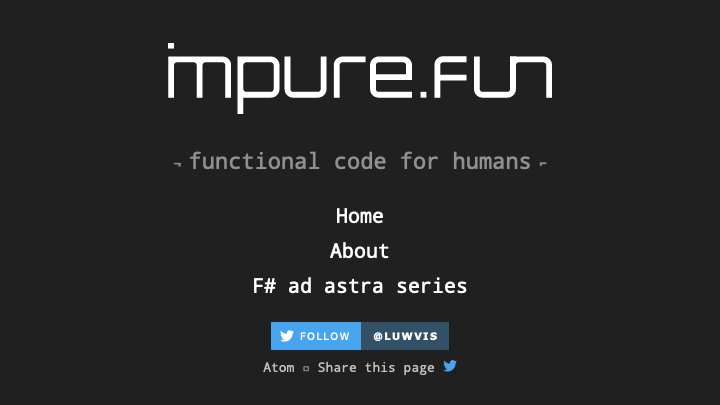 impure.fun
¬ functional code for humans ⌐
Home
About
F# ad astra series
FOLLOW @LUWVIS
Atom □ Share this page